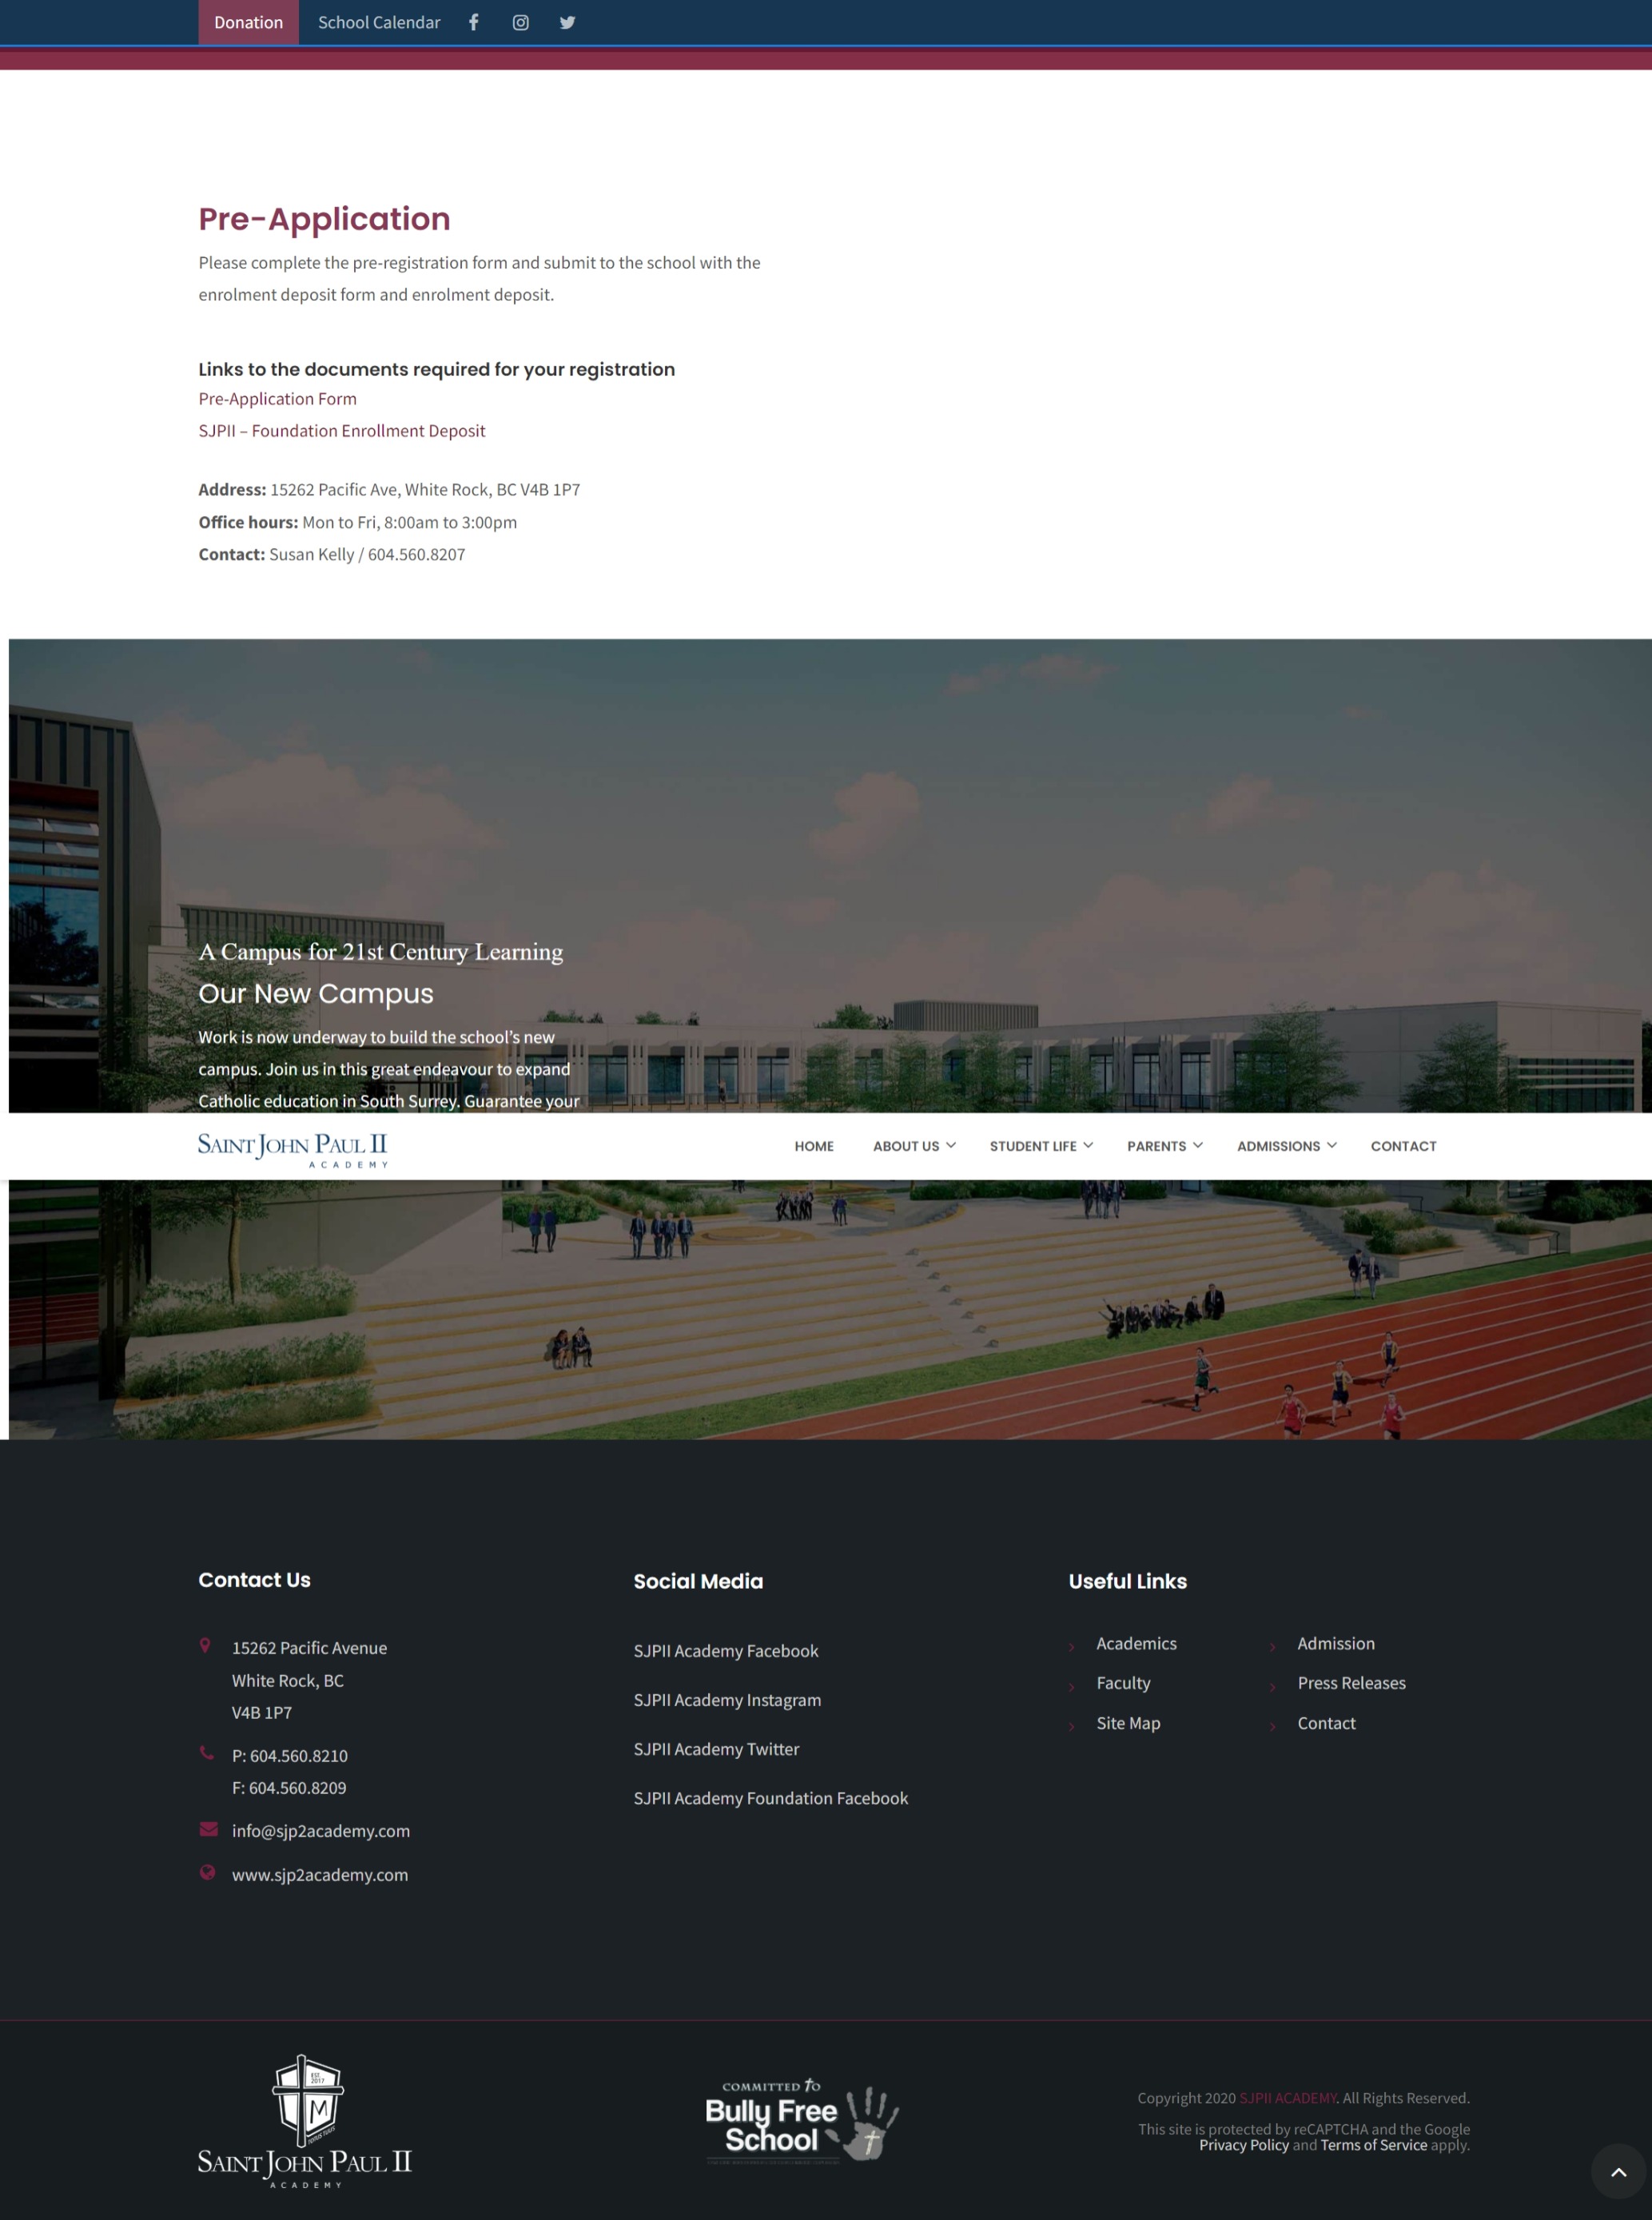 Donation School Calendar
Pre-Application
Please complete the pre-registration form and submit to the school with the
enrolment deposit form and enrolment deposit.
Links to the documents required for your registration
Pre-Application Form
SJPII – Foundation Enrollment Deposit
Address: 15262 Pacific Ave, White Rock, BC V4B 1P7
Office hours: Mon to Fri, 8:00am to 3:00pm
Contact: Susan Kelly / 604.560.8207
A Campus for 21st Century Learning
Our New Campus
Work is now underway to build the school's new
campus. Join us in this great endeavour to expand
Catholic education in South Surrey. Guarantee your
SAINT JOHN PAUL II
ACADEMY
HOME ABOUT US STUDENT LIFE PARENTS ADMISSIONS CONTACT
Contact Us
15262 Pacific Avenue
White Rock, BC
V4B 1P7
P: 604.560.8210
F: 604.560.8209
info@sjp2academy.com
www.sjp2academy.com
Social Media
SJPII Academy Facebook
SJPII Academy Instagram
SJPII Academy Twitter
SJPII Academy Foundation Facebook
Useful Links
Academics Admission
Faculty Press Releases
Site Map Contact
EST.
2017
M
SAINT JOHN PAUL II
ACADEMY
COMMITTED TO
Bully Free
School
Copyright 2020 SJPII ACADEMY. All Rights Reserved.
This site is protected by reCAPTCHA and the Google
Privacy Policy and Terms of Service apply.